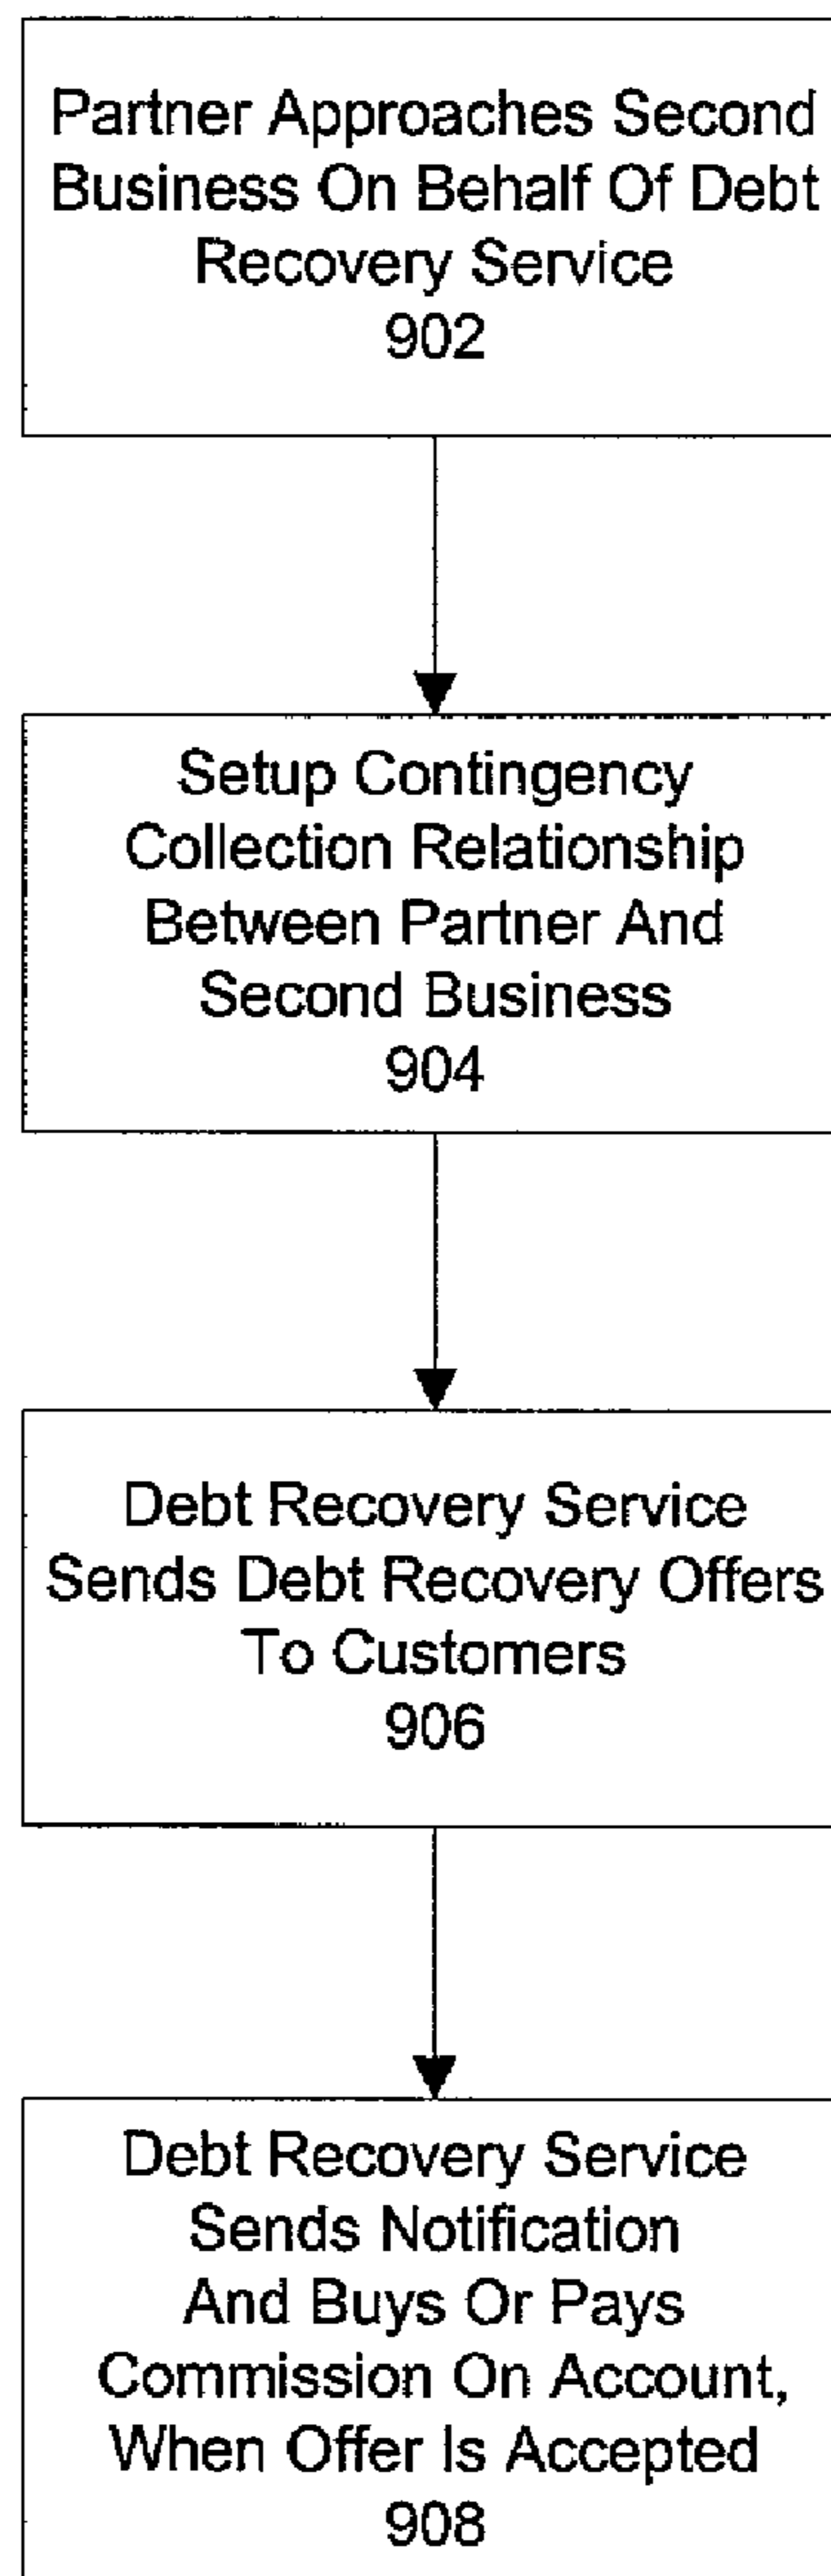 Partner Approaches Second
Business On Behalf Of Debt
Recovery Service
902
Setup Contingency
Collection Relationship
Between Partner And
Second Business
904
Debt Recovery Service
Sends Debt Recovery Offers
To Customers
906
Debt Recovery Service
Sends Notification
And Buys Or Pays
Commission On Account,
When Offer Is Accepted
908